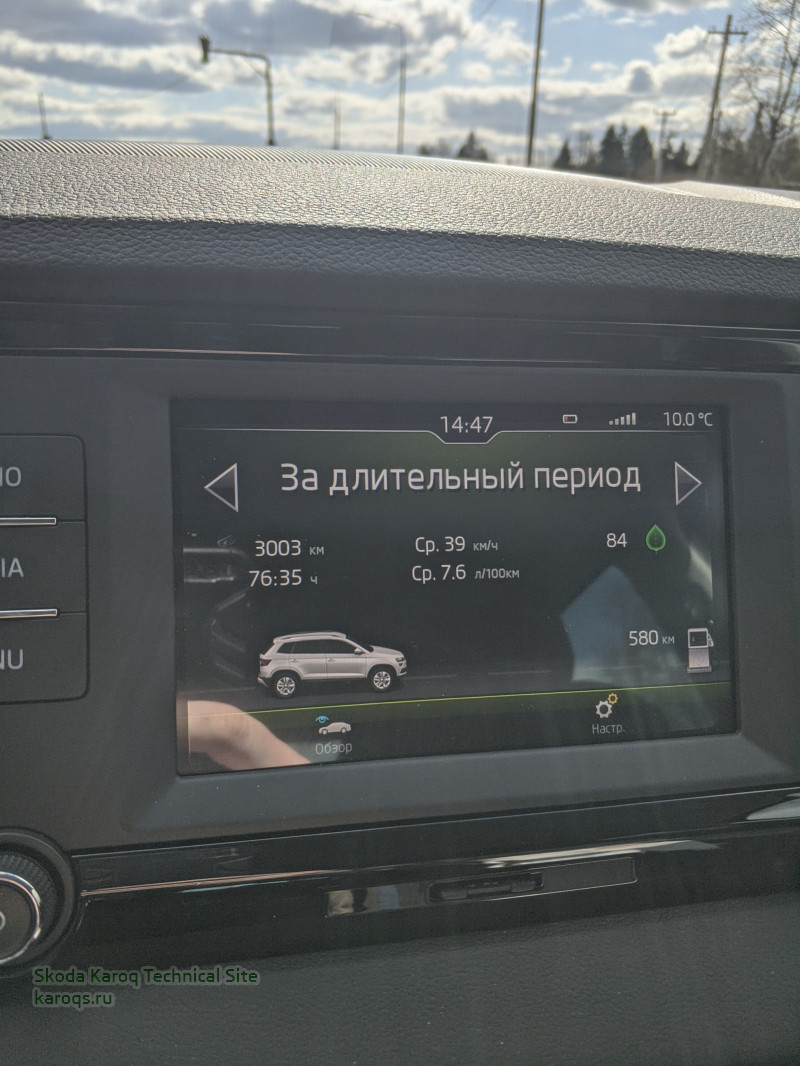 14:47
10.0 °C
За длительный период
3003 км
Ср. 39 км/ч
84
76:35 ч
Ср. 7.6 л/100км
580 км
Обзор
Настр.
Skoda Karoq Technical Site
karoqs.ru